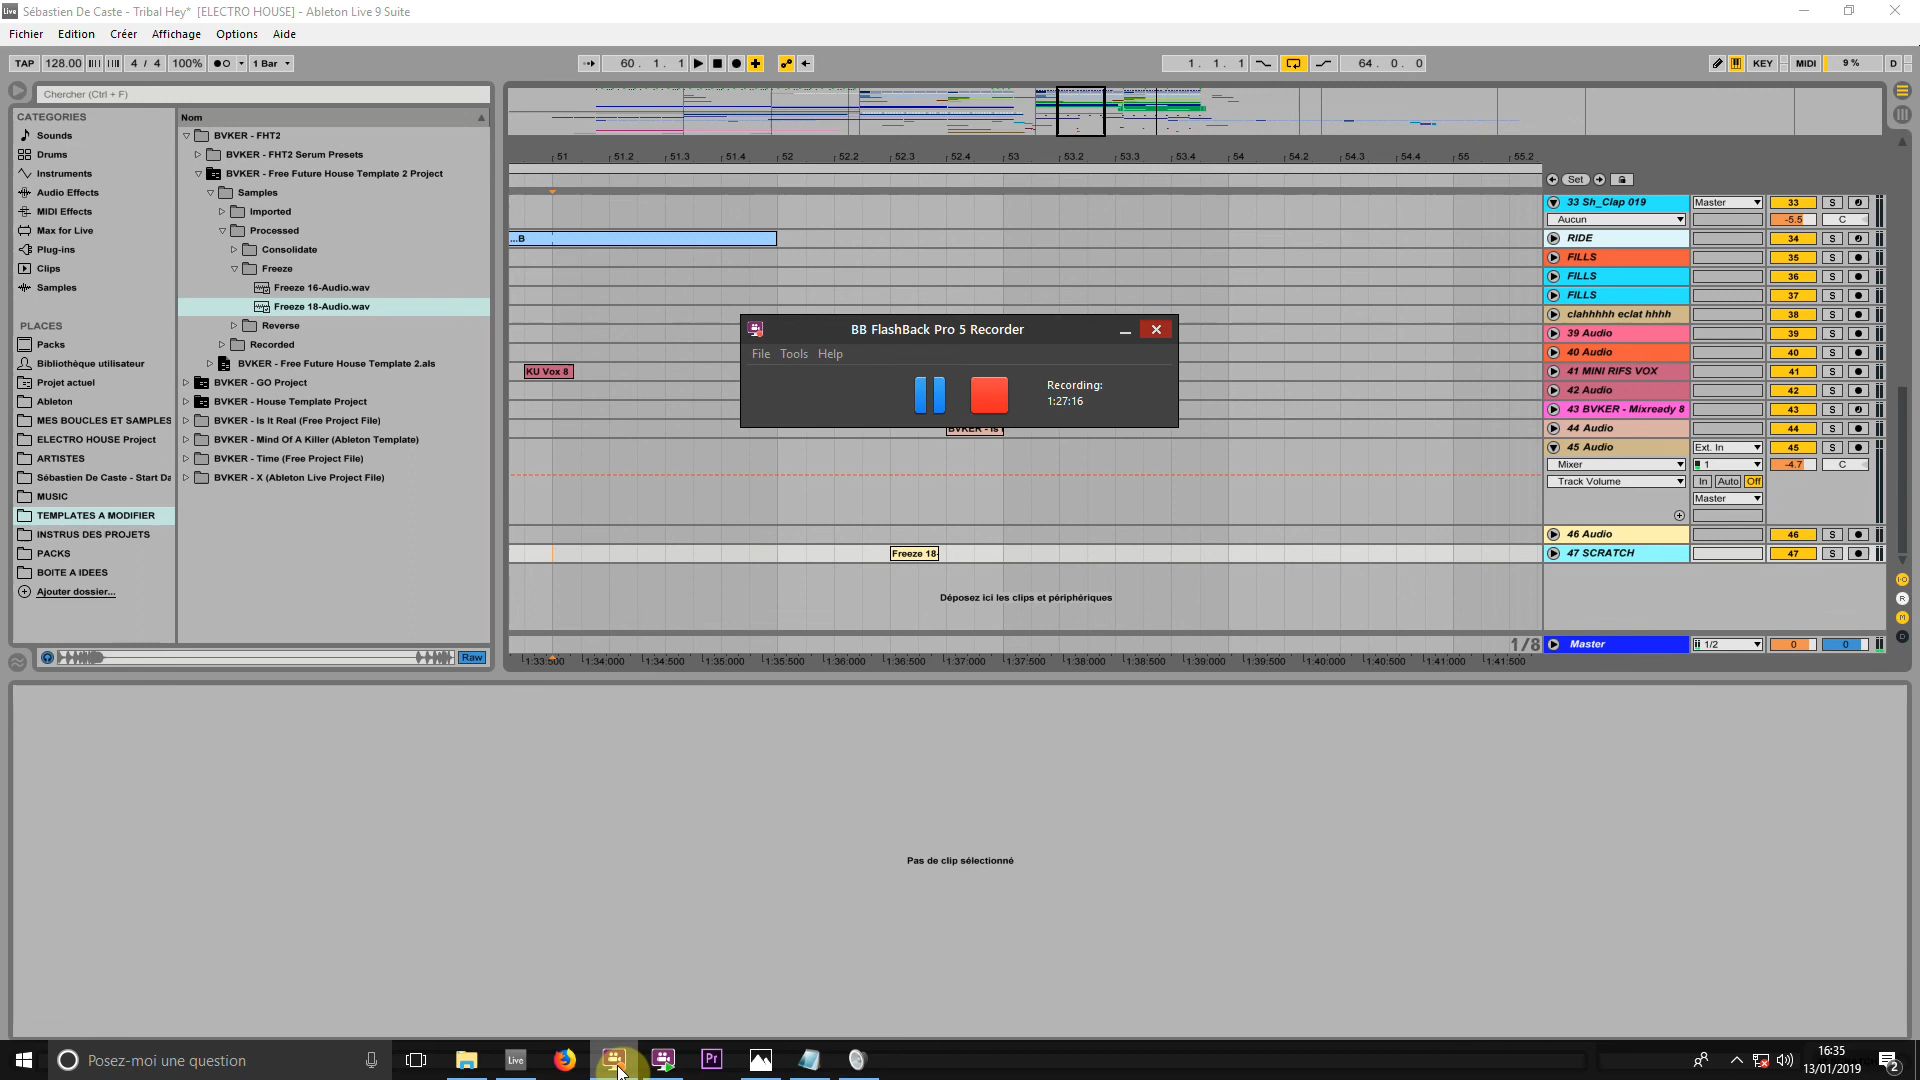 Live Sébastien De Caste - Tribal Hey* [ELECTRO HOUSE] - Ableton Live 9 Suite
Fichier Edition Créer Affichage Options Aide
TAP 128.00 4 / 4 100% 1 Bar 60. 1. 1 1. 1. 1 64. 0. 0 KEY MIDI 9 % D
Chercher (Ctrl + F)
CATEGORIES
Sounds
Drums
Instruments
Audio Effects
MIDI Effects
Max for Live
Plug-ins
Clips
Samples
PLACES
Packs
Bibliothèque utilisateur
Projet actuel
Ableton
MES BOUCLES ET SAMPLES
ELECTRO HOUSE Project
ARTISTES
Sébastien De Caste - Start Da
MUSIC
TEMPLATES A MODIFIER
INSTRUS DES PROJETS
PACKS
BOITE A IDEES
Ajouter dossier...
Nom
BVKER - FHT2
BVKER - FHT2 Serum Presets
BVKER - Free Future House Template 2 Project
Samples
Imported
Processed
Consolidate
Freeze
Freeze 16-Audio.wav
Freeze 18-Audio.wav
Reverse
Recorded
BVKER - Free Future House Template 2.als
BVKER - GO Project
BVKER - House Template Project
BVKER - Is It Real (Free Project File)
BVKER - Mind Of A Killer (Ableton Template)
BVKER - Time (Free Project File)
BVKER - X (Ableton Live Project File)
Raw
51 51.2 51.3 51.4 52 52.2 52.3 52.4 53 53.2 53.3 53.4 54 54.2 54.3 54.4 55 55.2
Set
...B
KU Vox 8
BVKER - Is
Freeze 18-
Déposez ici les clips et périphériques
BB FlashBack Pro 5 Recorder
File Tools Help
Recording:
1:27:16
33 Sh_Clap 019 Master 33 S
Aucun -5.5 C
RIDE 34 S
FILLS 35 S
FILLS 36 S
FILLS 37 S
clahhhhh eclat hhhh 38 S
39 Audio 39 S
40 Audio 40 S
41 MINI RIFS VOX 41 S
42 Audio 42 S
43 BVKER - Mixready 8 43 S
44 Audio 44 S
45 Audio Ext. In 45 S
Mixer 1 -4.7 C
Track Volume In Auto Off
Master
46 Audio 46 S
47 SCRATCH 47 S
1/8 Master 1/2 0 0
1:33:500 1:34:000 1:34:500 1:35:000 1:35:500 1:36:000 1:36:500 1:37:000 1:37:500 1:38:000 1:38:500 1:39:000 1:39:500 1:40:000 1:40:500 1:41:000 1:41:500
I·O
R
M
D
Pas de clip sélectionné
Posez-moi une question
Live
Pr
16:35
13/01/2019
2